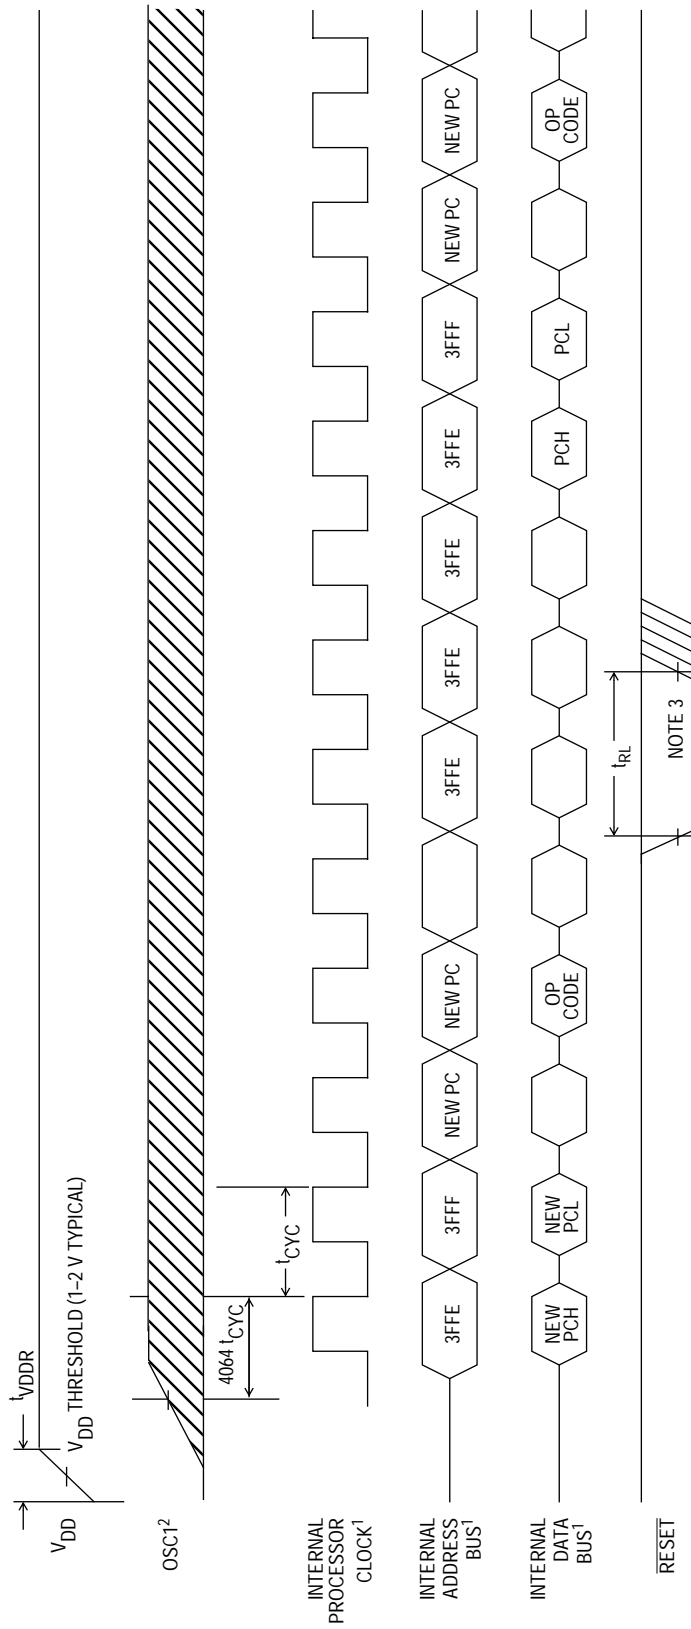 t_VDDR
V_DD
V_DD THRESHOLD (1–2 V TYPICAL)
OSC1²
4064 t_CYC
t_CYC
INTERNAL
PROCESSOR
CLOCK¹
INTERNAL
ADDRESS
BUS¹
3FFE
3FFF
NEW PC
NEW PC
3FFE
3FFE
3FFE
3FFE
3FFF
NEW PC
NEW PC
INTERNAL
DATA
BUS¹
NEW
PCH
NEW
PCL
OP
CODE
PCH
PCL
OP
CODE
RESET
t_RL
NOTE 3